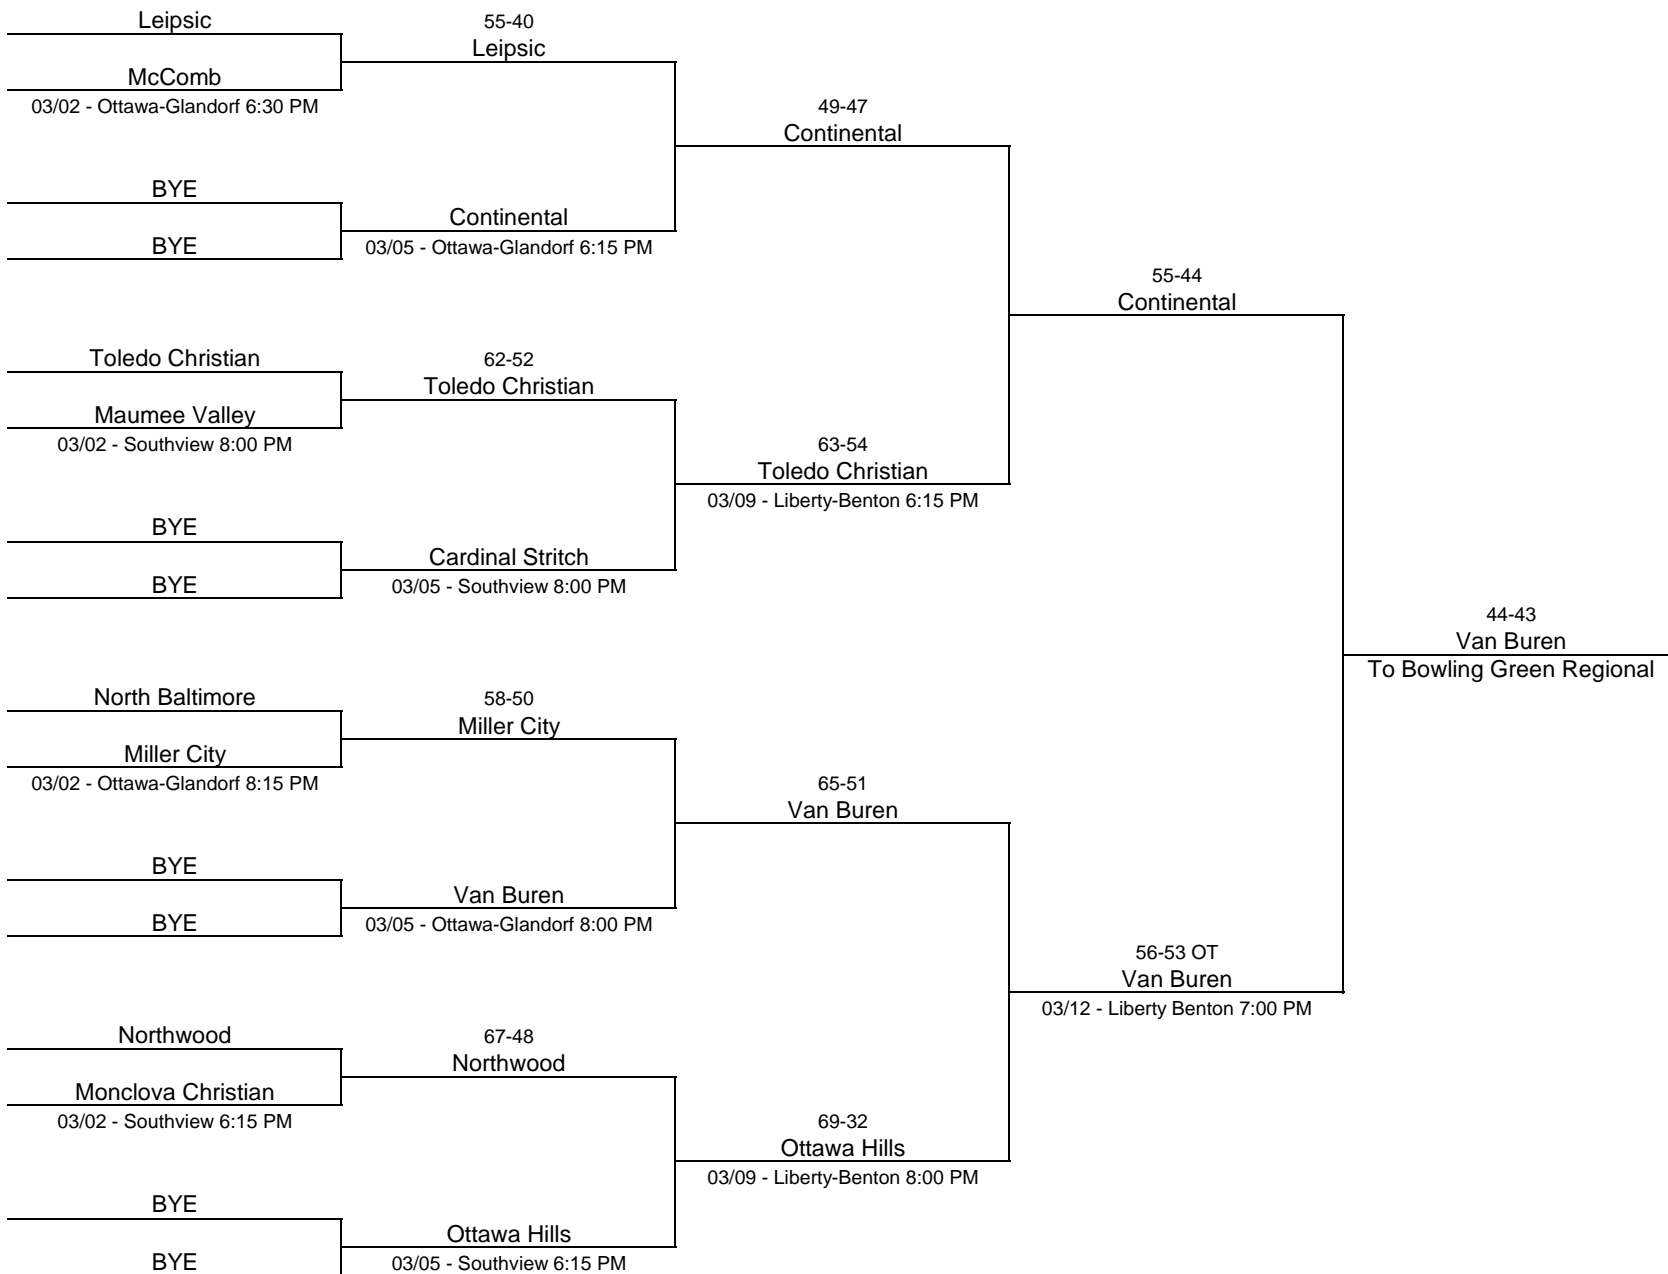 Leipsic
McComb
03/02 - Ottawa-Glandorf 6:30 PM
BYE
BYE
Toledo Christian
Maumee Valley
03/02 - Southview 8:00 PM
BYE
BYE
North Baltimore
Miller City
03/02 - Ottawa-Glandorf 8:15 PM
BYE
BYE
Northwood
Monclova Christian
03/02 - Southview 6:15 PM
BYE
BYE
55-40
Leipsic
Continental
03/05 - Ottawa-Glandorf 6:15 PM
62-52
Toledo Christian
Cardinal Stritch
03/05 - Southview 8:00 PM
58-50
Miller City
Van Buren
03/05 - Ottawa-Glandorf 8:00 PM
67-48
Northwood
Ottawa Hills
03/05 - Southview 6:15 PM
49-47
Continental
63-54
Toledo Christian
03/09 - Liberty-Benton 6:15 PM
65-51
Van Buren
69-32
Ottawa Hills
03/09 - Liberty-Benton 8:00 PM
55-44
Continental
56-53 OT
Van Buren
03/12 - Liberty Benton 7:00 PM
44-43
Van Buren
To Bowling Green Regional